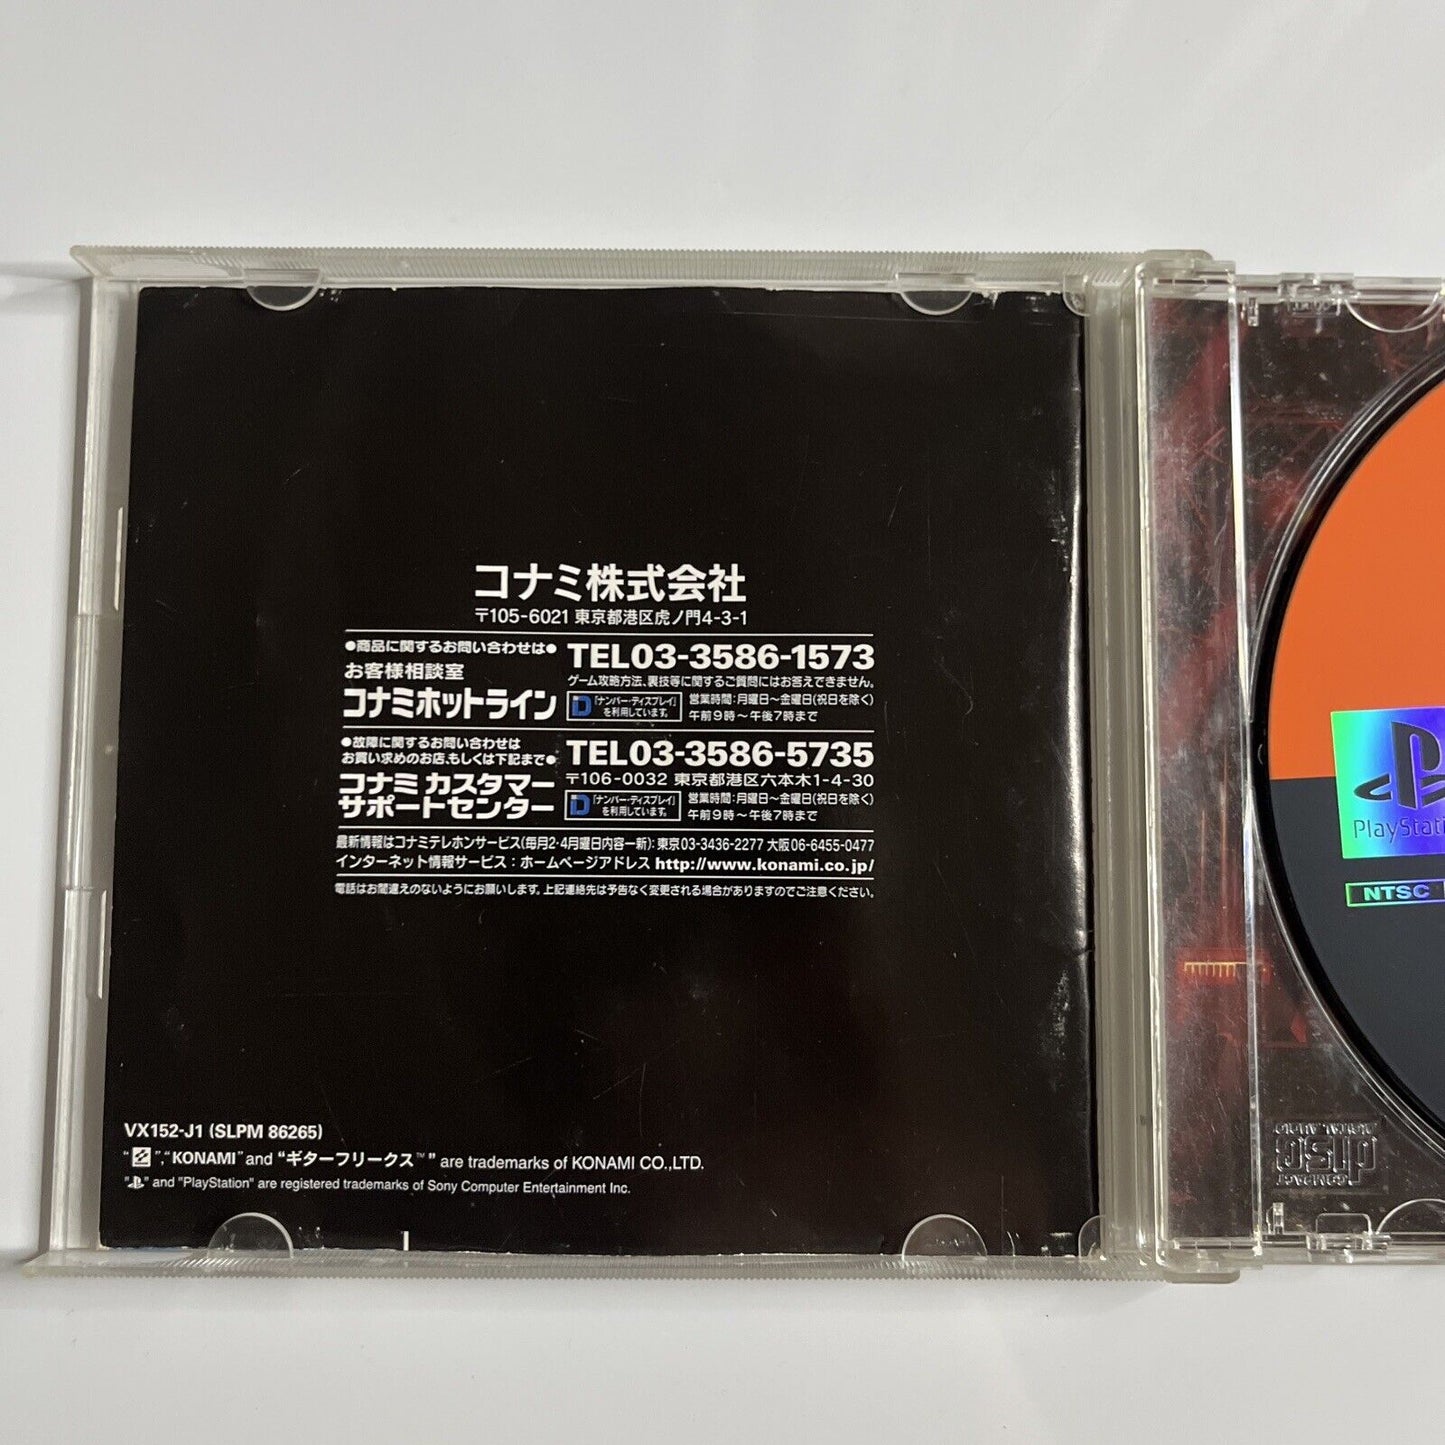 コナミ株式会社
〒105-6021 東京都港区虎ノ門4-3-1
●商品に関するお問い合わせは●
お客様相談室
コナミホットライン
TEL03-3586-1573
ゲーム攻略方法、裏技等に関するご質問にはお答えできません。
「ナンバー・ディスプレイ」
を利用しています。
営業時間:月曜日〜金曜日(祝日を除く)
午前9時〜午後7時まで
●故障に関するお問い合わせは
お買い求めのお店、もしくは下記まで●
コナミ カスタマー
サポートセンター
TEL03-3586-5735
〒106-0032 東京都港区六本木1-4-30
「ナンバー・ディスプレイ」
を利用しています。
営業時間:月曜日〜金曜日(祝日を除く)
午前9時〜午後7時まで
最新情報はコナミテレホンサービス(毎月2・4月曜日内容一新):東京03-3436-2277 大阪06-6455-0477
インターネット情報サービス:ホームページアドレス http://www.konami.co.jp/
電話はお間違えのないようにお願いします。上記連絡先は予告なく変更される場合がありますのでご注意ください。
VX152-J1 (SLPM 86265)
"","KONAMI" and "ギターフリークス™" are trademarks of KONAMI CO.,LTD.
"" and "PlayStation" are registered trademarks of Sony Computer Entertainment Inc.
PlayStati
NTSC
COMPACT
disc
DIGITAL AUDIO